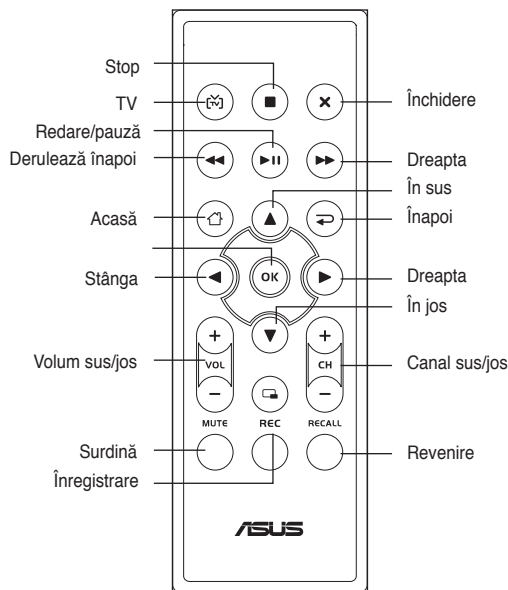 Stop
TV
Închidere
Redare/pauză
Derulează înapoi
Dreapta
În sus
Acasă
Înapoi
OK
Stânga
Dreapta
În jos
+
+
Volum sus/jos
VOL
CH
Canal sus/jos
−
−
MUTE
REC
RECALL
Surdină
Revenire
Înregistrare
ASUS